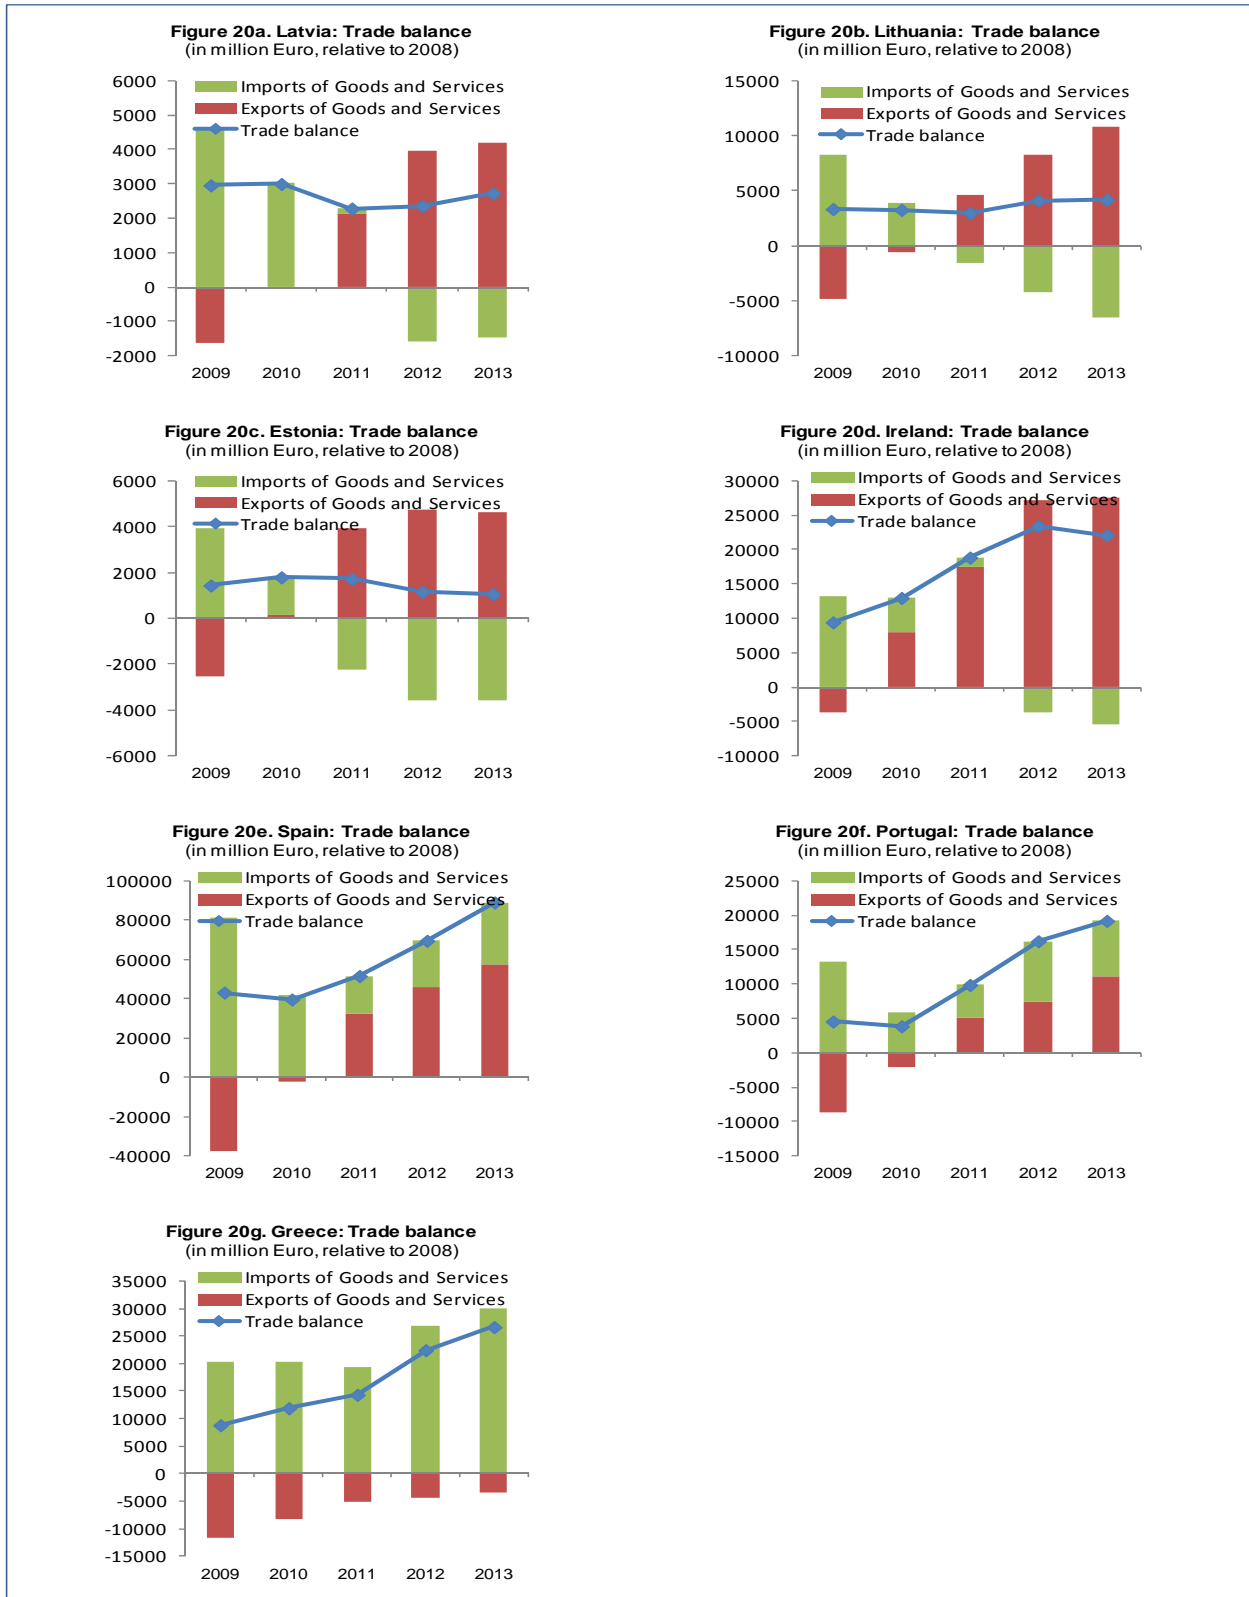 Figure 20a. Latvia: Trade balance
(in million Euro, relative to 2008)
Imports of Goods and Services
Exports of Goods and Services
Trade balance
6000
5000
4000
3000
2000
1000
0
-1000
-2000
2009 2010 2011 2012 2013
Figure 20b. Lithuania: Trade balance
(in million Euro, relative to 2008)
Imports of Goods and Services
Exports of Goods and Services
Trade balance
15000
10000
5000
0
-5000
-10000
2009 2010 2011 2012 2013
Figure 20c. Estonia: Trade balance
(in million Euro, relative to 2008)
Imports of Goods and Services
Exports of Goods and Services
Trade balance
6000
4000
2000
0
-2000
-4000
-6000
2009 2010 2011 2012 2013
Figure 20d. Ireland: Trade balance
(in million Euro, relative to 2008)
Imports of Goods and Services
Exports of Goods and Services
Trade balance
30000
25000
20000
15000
10000
5000
0
-5000
-10000
2009 2010 2011 2012 2013
Figure 20e. Spain: Trade balance
(in million Euro, relative to 2008)
Imports of Goods and Services
Exports of Goods and Services
Trade balance
100000
80000
60000
40000
20000
0
-20000
-40000
2009 2010 2011 2012 2013
Figure 20f. Portugal: Trade balance
(in million Euro, relative to 2008)
Imports of Goods and Services
Exports of Goods and Services
Trade balance
25000
20000
15000
10000
5000
0
-5000
-10000
-15000
2009 2010 2011 2012 2013
Figure 20g. Greece: Trade balance
(in million Euro, relative to 2008)
Imports of Goods and Services
Exports of Goods and Services
Trade balance
35000
30000
25000
20000
15000
10000
5000
0
-5000
-10000
-15000
2009 2010 2011 2012 2013